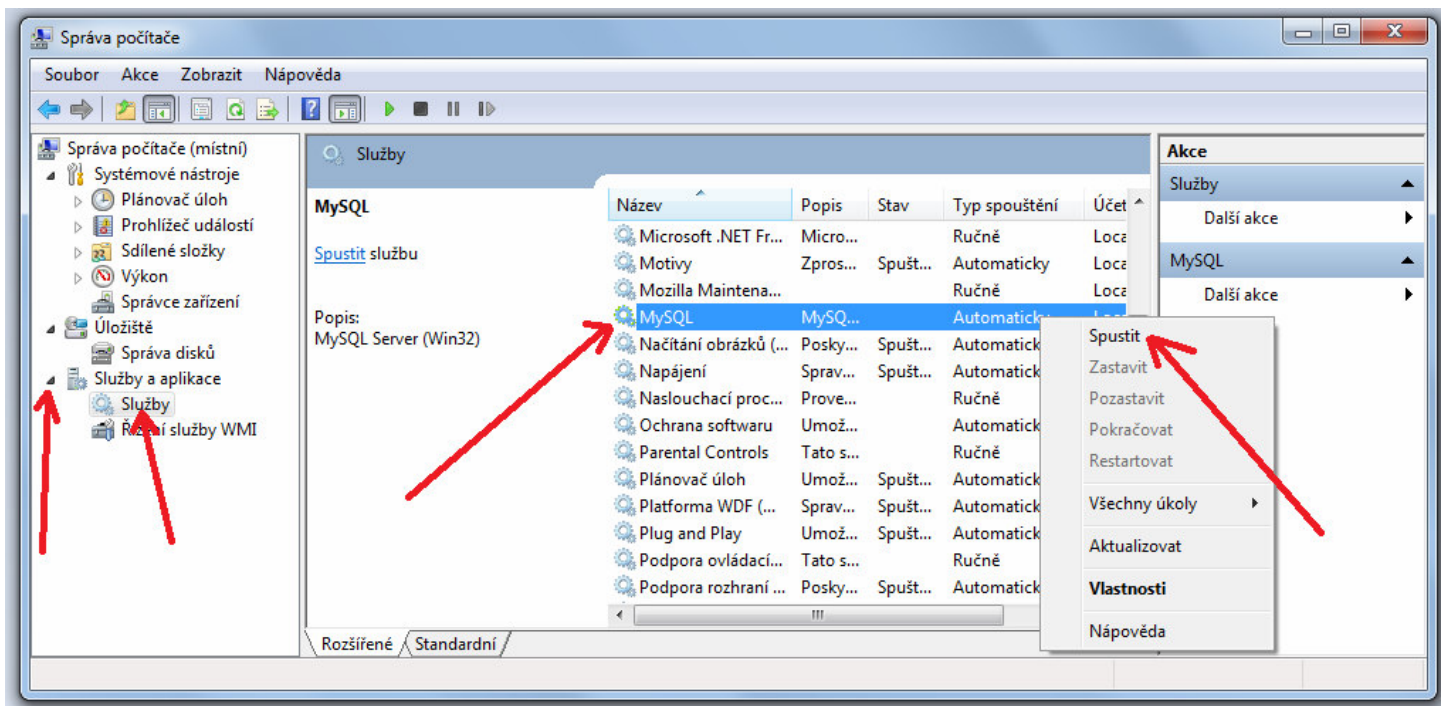 Správa počítače
Soubor Akce Zobrazit Nápověda
Správa počítače (místní)
Systémové nástroje
Plánovač úloh
Prohlížeč událostí
Sdílené složky
Výkon
Správce zařízení
Úložiště
Správa disků
Služby a aplikace
Služby
Řízení služby WMI
Služby
MySQL
Spustit službu
Popis:
MySQL Server (Win32)
Název Popis Stav Typ spouštění Účet
Microsoft .NET Fr... Micro... Ručně Loca
Motivy Zpros... Spušt... Automaticky Loca
Mozilla Maintena... Ručně Loca
MySQL MySQ... Automaticky
Načítání obrázků (... Posky... Spušt... Automatick
Napájení Sprav... Spušt... Automatick
Naslouchací proc... Prove... Ručně
Ochrana softwaru Umož... Automatick
Parental Controls Tato s... Ručně
Plánovač úloh Umož... Spušt... Automatick
Platforma WDF (... Sprav... Spušt... Automatick
Plug and Play Umož... Spušt... Automatick
Podpora ovládací... Tato s... Ručně
Podpora rozhraní ... Posky... Spušt... Automatick
Rozšířené Standardní
Akce
Služby
Další akce
MySQL
Další akce
Spustit
Zastavit
Pozastavit
Pokračovat
Restartovat
Všechny úkoly
Aktualizovat
Vlastnosti
Nápověda